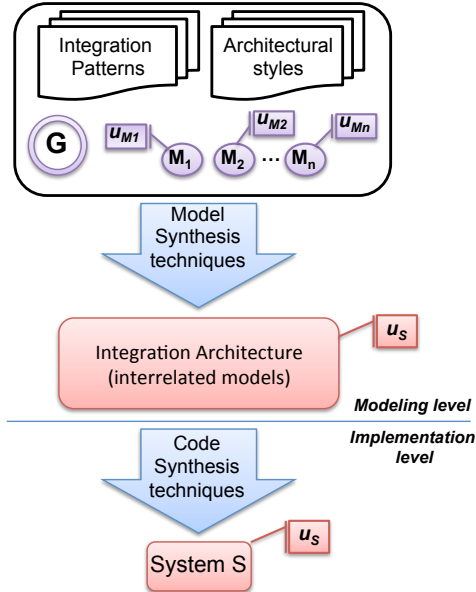 Integration
Patterns
Architectural
styles
G
uM1
M1
uM2
M2
...
Mn
uMn
Model
Synthesis
techniques
Integration Architecture
(interrelated models)
uS
Modeling level
Implementation
level
Code
Synthesis
techniques
System S
uS